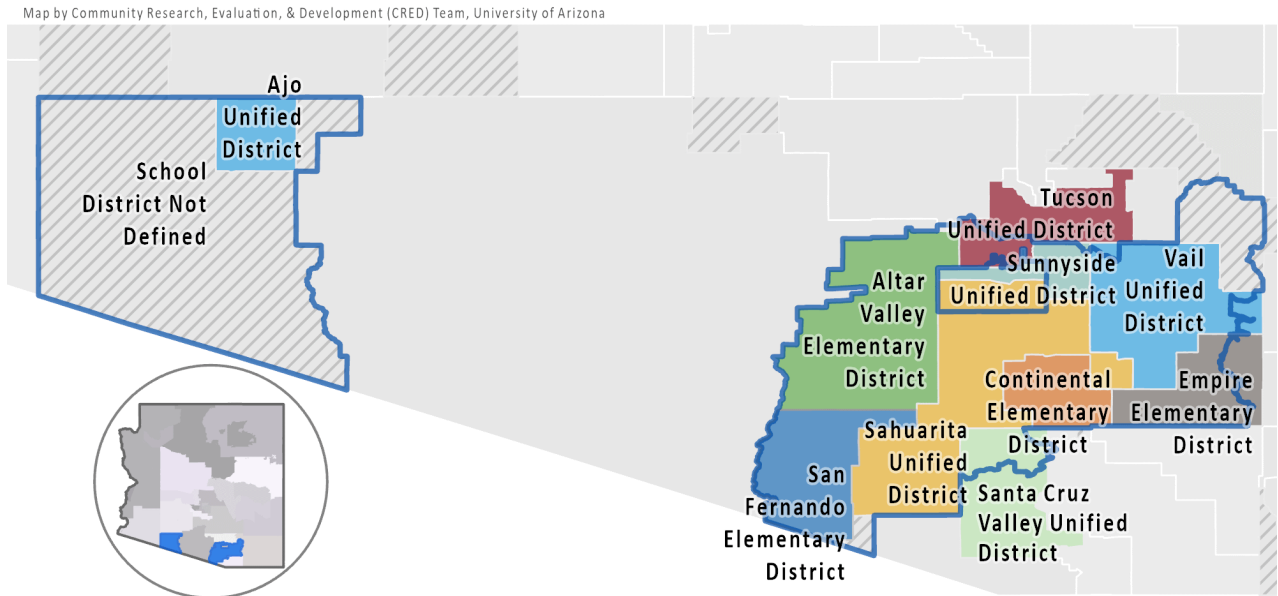 Map by Community Research, Evaluation, & Development (CRED) Team, University of Arizona
Ajo
Unified
District
School
District Not
Defined
Tucson
Unified District
Sunnyside
Unified District
Vail
Unified
District
Altar
Valley
Elementary
District
Continental
Elementary
District
Empire
Elementary
District
Sahuarita
Unified
District
San
Fernando
Elementary
District
Santa Cruz
Valley Unified
District